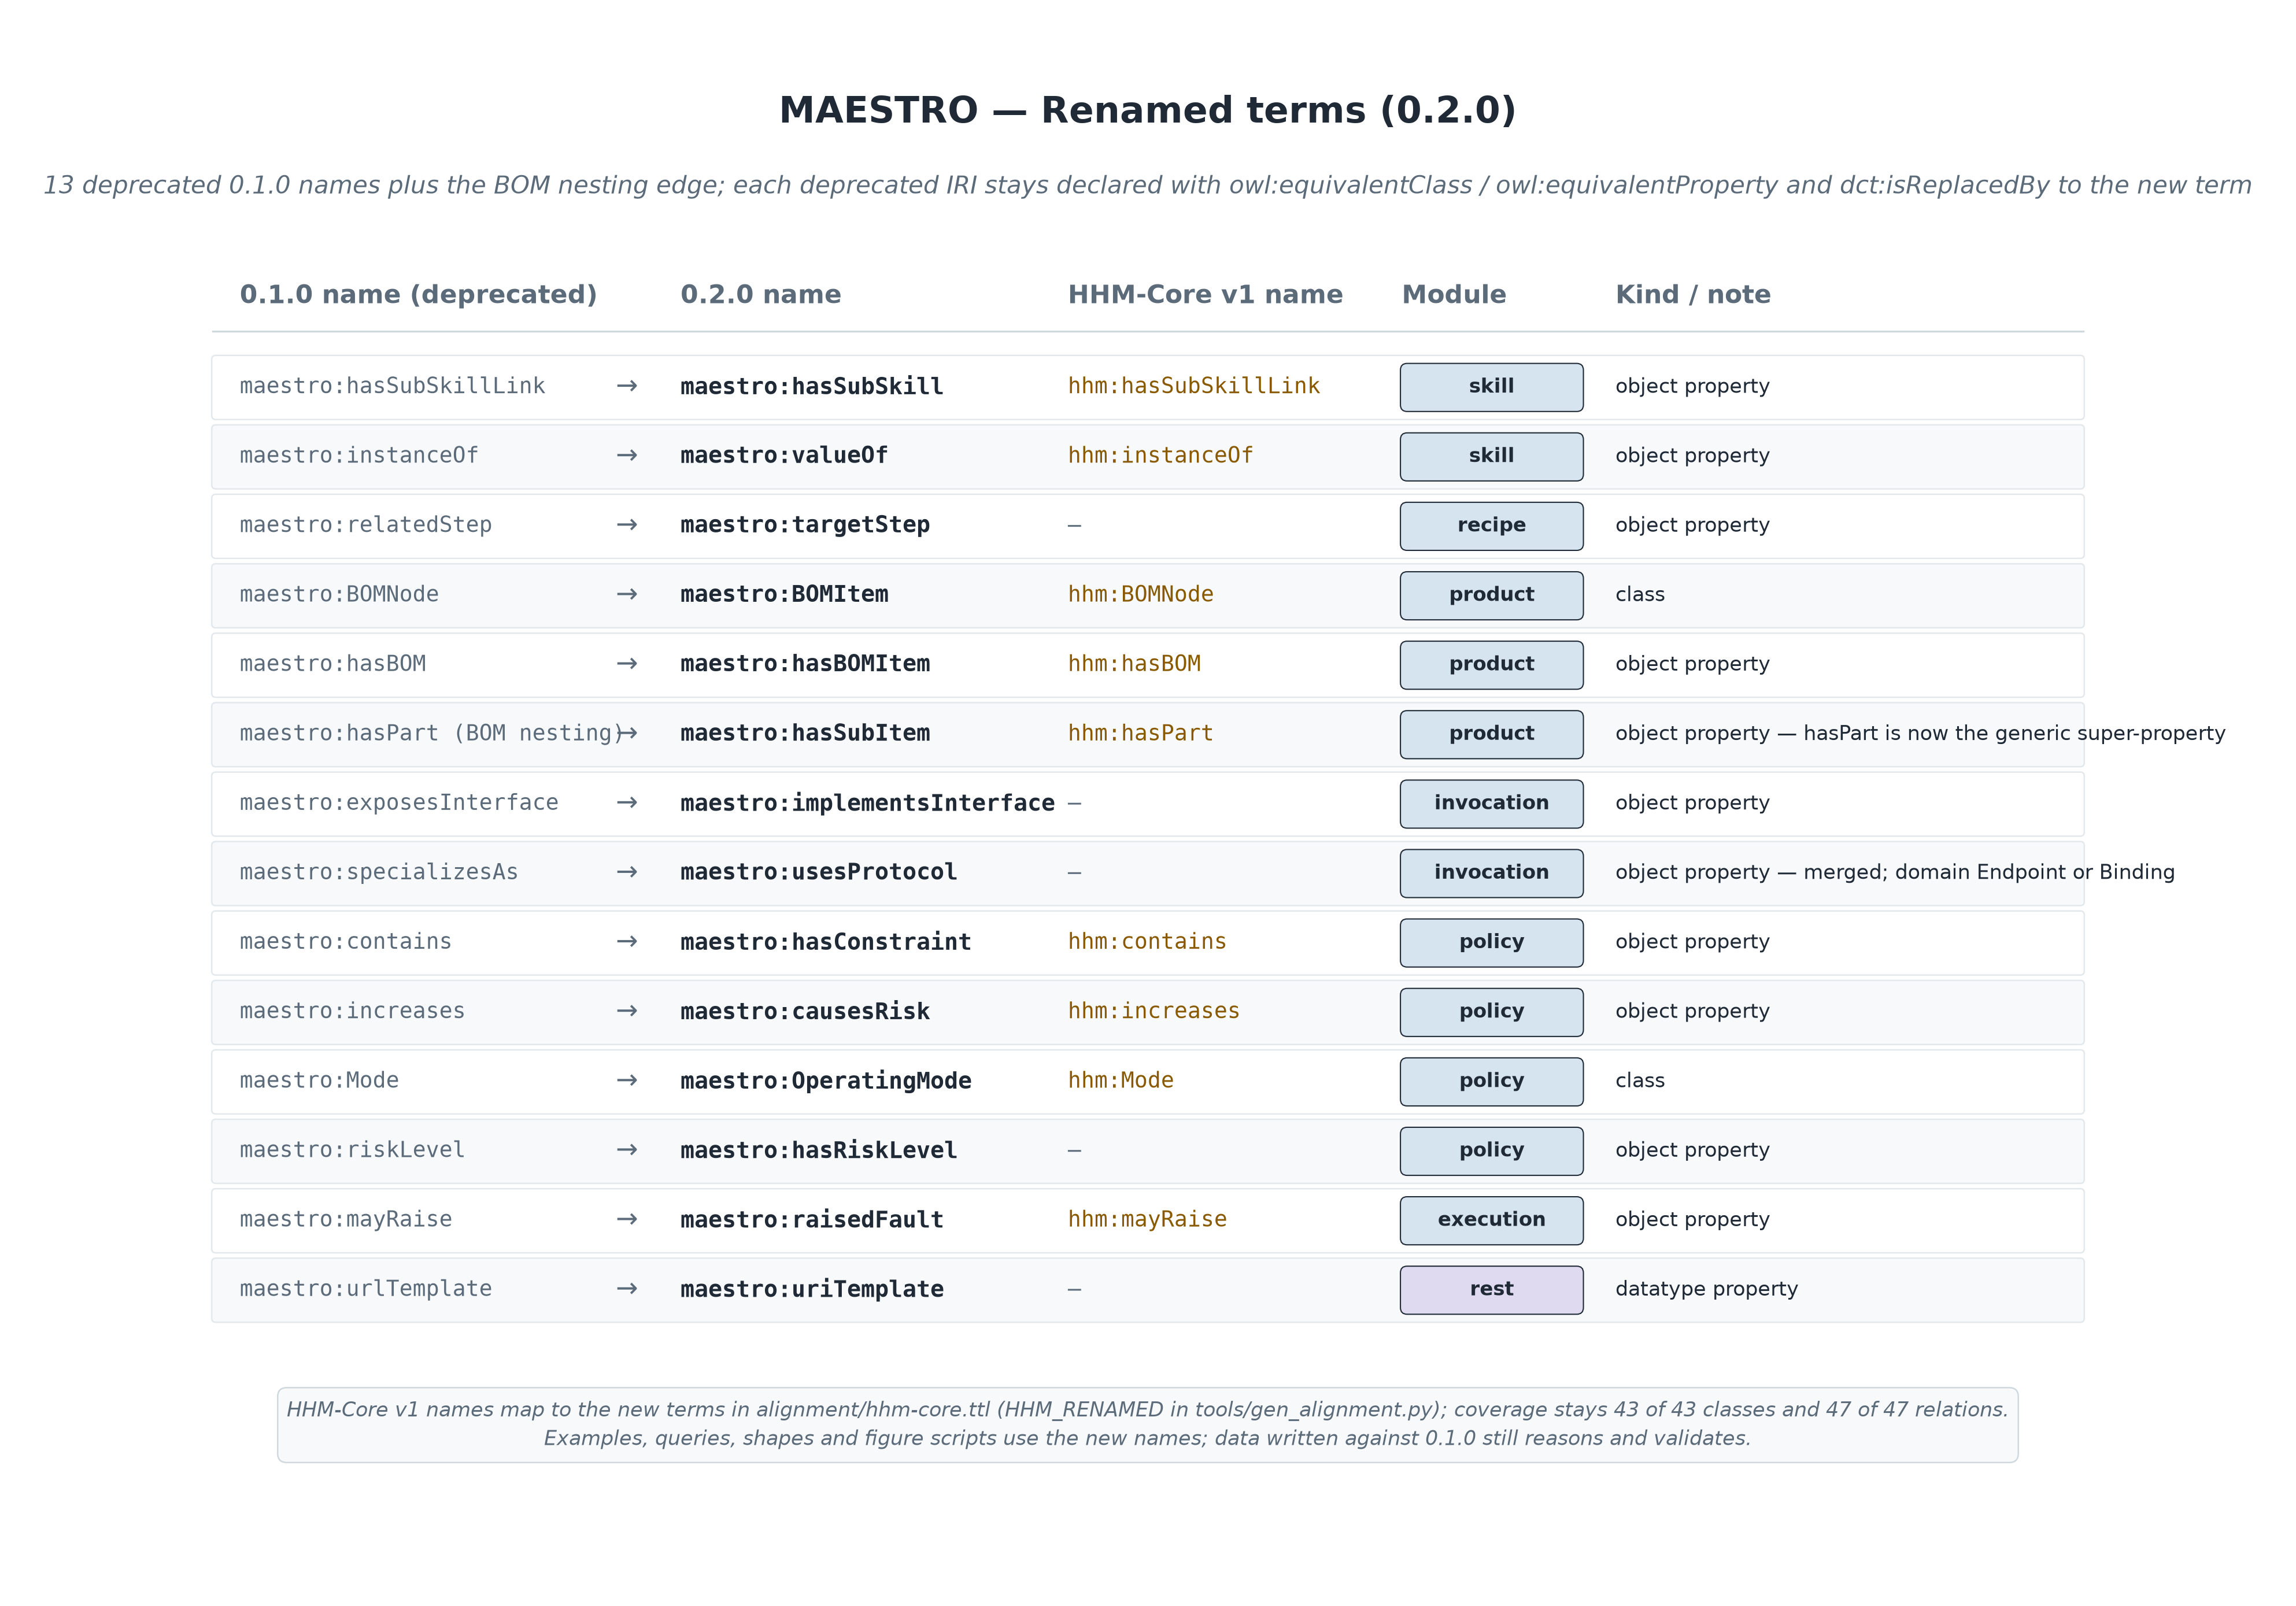 MAESTRO — Renamed terms (0.2.0)
13 deprecated 0.1.0 names plus the BOM nesting edge; each deprecated IRI stays declared with owl:equivalentClass / owl:equivalentProperty and dct:isReplacedBy to the new term
0.1.0 name (deprecated) 0.2.0 name HHM-Core v1 name Module Kind / note
maestro:hasSubSkillLink → maestro:hasSubSkill hhm:hasSubSkillLink skill object property
maestro:instanceOf → maestro:valueOf hhm:instanceOf skill object property
maestro:relatedStep → maestro:targetStep — recipe object property
maestro:BOMNode → maestro:BOMItem hhm:BOMNode product class
maestro:hasBOM → maestro:hasBOMItem hhm:hasBOM product object property
maestro:hasPart (BOM nesting) → maestro:hasSubItem hhm:hasPart product object property — hasPart is now the generic super-property
maestro:exposesInterface → maestro:implementsInterface — invocation object property
maestro:specializesAs → maestro:usesProtocol — invocation object property — merged; domain Endpoint or Binding
maestro:contains → maestro:hasConstraint hhm:contains policy object property
maestro:increases → maestro:causesRisk hhm:increases policy object property
maestro:Mode → maestro:OperatingMode hhm:Mode policy class
maestro:riskLevel → maestro:hasRiskLevel — policy object property
maestro:mayRaise → maestro:raisedFault hhm:mayRaise execution object property
maestro:urlTemplate → maestro:uriTemplate — rest datatype property
HHM-Core v1 names map to the new terms in alignment/hhm-core.ttl (HHM_RENAMED in tools/gen_alignment.py); coverage stays 43 of 43 classes and 47 of 47 relations.
Examples, queries, shapes and figure scripts use the new names; data written against 0.1.0 still reasons and validates.